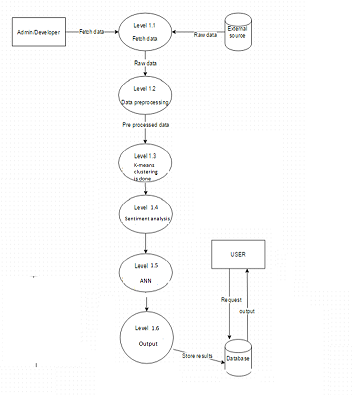 Level 1.1
Admin/Developer
Fetch data
Fetch data
Raw data
External
source
Raw data
Level 1.2
Data preprocessing
Pre processed data
Level 1.3
K-means
clustering
is done
Level 1.4
Sentiment analysis
Level 1.5
ANN
USER
Request
output
Level 1.6
Output
Store results
Database